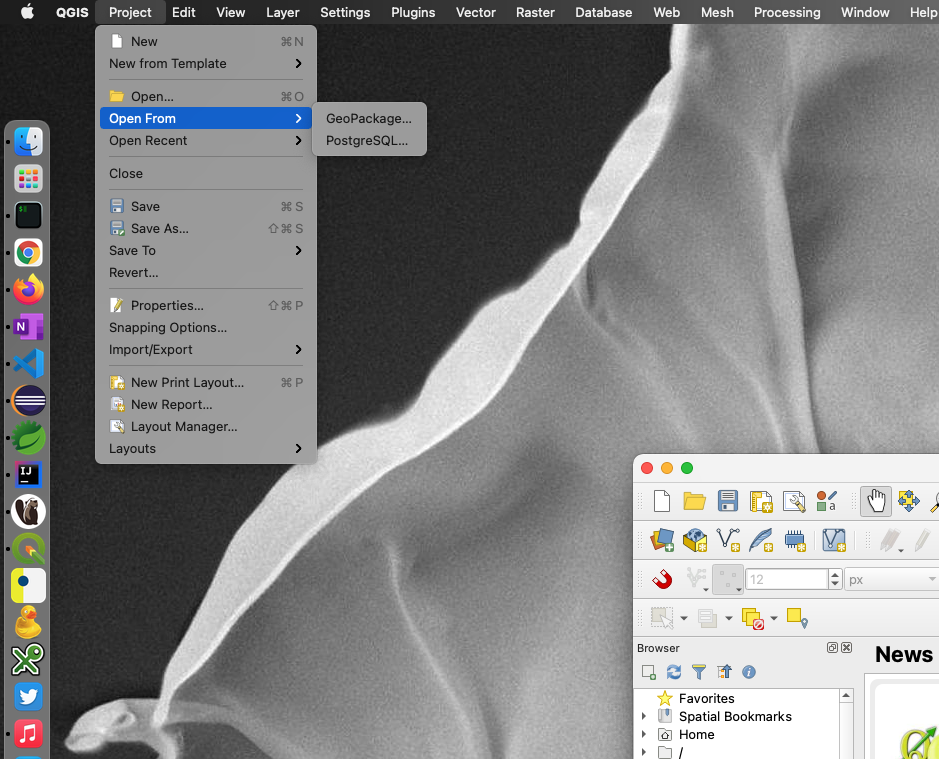 QGIS Project Edit View Layer Settings Plugins Vector Raster Database Web Mesh Processing Window Help
New ⌘ N
New from Template
Open... ⌘ O
Open From
GeoPackage...
Open Recent
PostgreSQL...
Close
Save ⌘ S
Save As... ⇧ ⌘ S
Save To
Revert...
Properties... ⇧ ⌘ P
Snapping Options...
Import/Export
New Print Layout... ⌘ P
New Report...
Layout Manager...
Layouts
N
IJ
a
12 px
Browser
News
Favorites
Spatial Bookmarks
Home
/